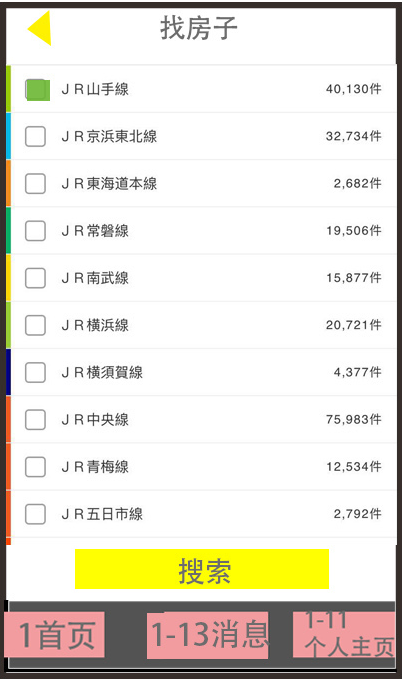 找房子
ＪＲ山手線 40,130件
ＪＲ京浜東北線 32,734件
ＪＲ東海道本線 2,682件
ＪＲ常磐線 19,506件
ＪＲ南武線 15,877件
ＪＲ横浜線 20,721件
ＪＲ横須賀線 4,377件
ＪＲ中央線 75,983件
ＪＲ青梅線 12,534件
ＪＲ五日市線 2,792件
搜索
1首页
1-13消息
1-11
个人主页